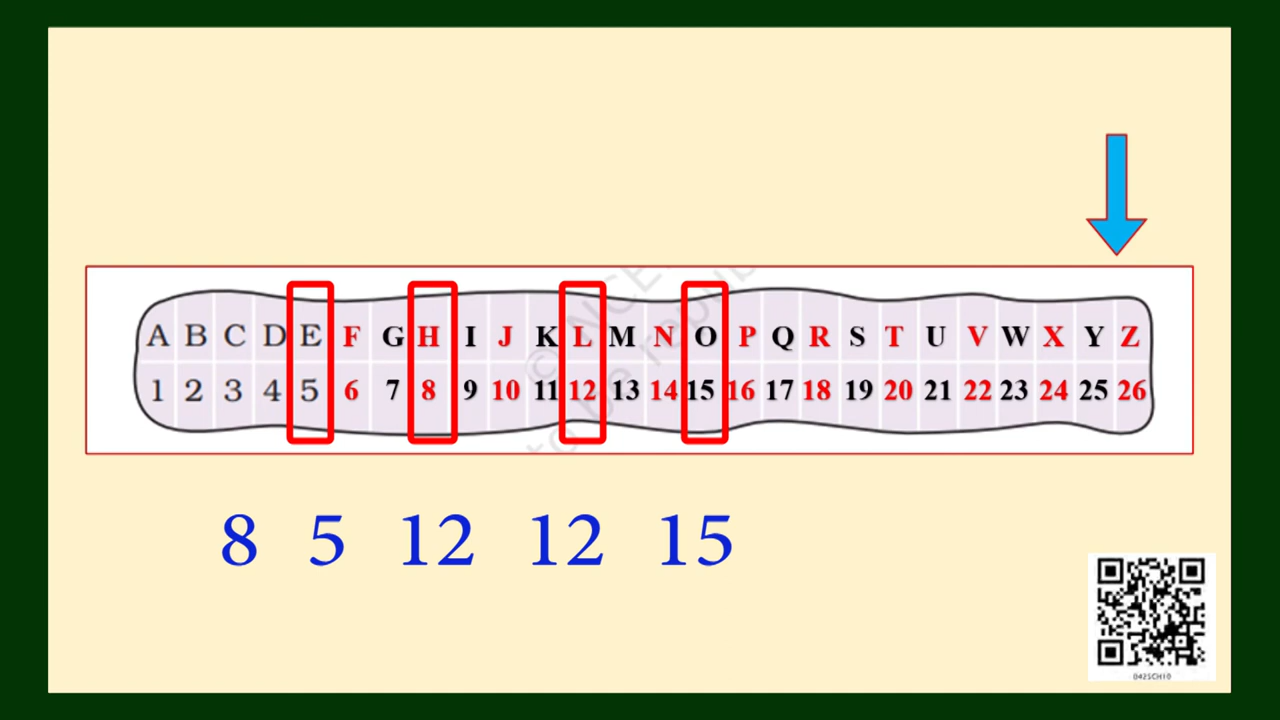 A B C D E F G H I J K L M N O P Q R S T U V W X Y Z
1 2 3 4 5 6 7 8 9 10 11 12 13 14 15 16 17 18 19 20 21 22 23 24 25 26
8 5 12 12 15
0425CH10